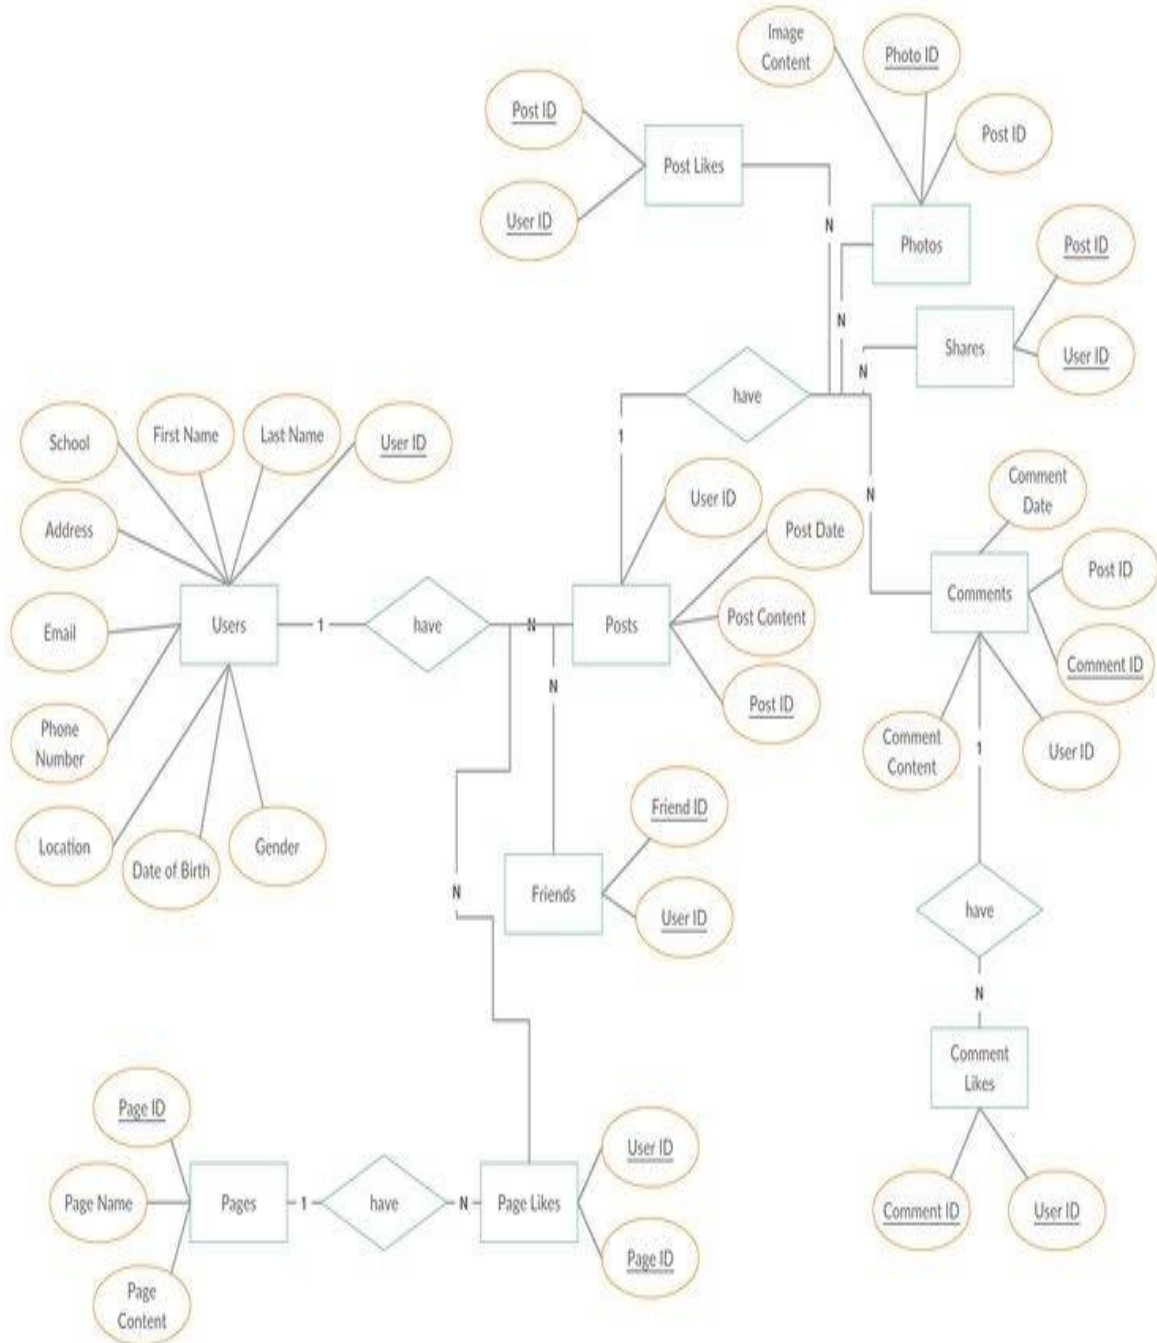 Image
Content
Photo ID
Post ID
Post ID
Post Likes
User ID
N
Photos
Post ID
N
Shares
User ID
N
have
1
School
First Name
Last Name
User ID
Address
User ID
Post Date
N
Comment
Date
Post ID
Email
Users
1
have
N
Posts
Post Content
Comments
Comment ID
N
Post ID
Phone
Number
Comment
Content
1
User ID
Location
Date of Birth
Gender
Friend ID
N
Friends
User ID
have
N
Comment
Likes
Page ID
User ID
Page Name
Pages
1
have
N
Page Likes
Comment ID
User ID
Page ID
Page
Content